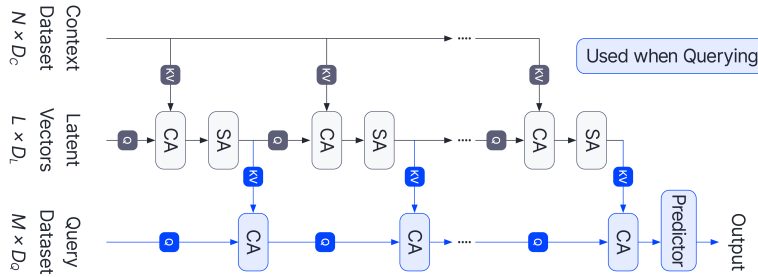 Context
Dataset
N × D_C
KV
KV
KV
Used when Querying
Latent
Vectors
L × D_L
Q
CA
SA
Q
CA
SA
Q
CA
SA
KV
KV
KV
Query
Dataset
M × D_Q
Q
CA
Q
CA
Q
CA
Predictor
Output